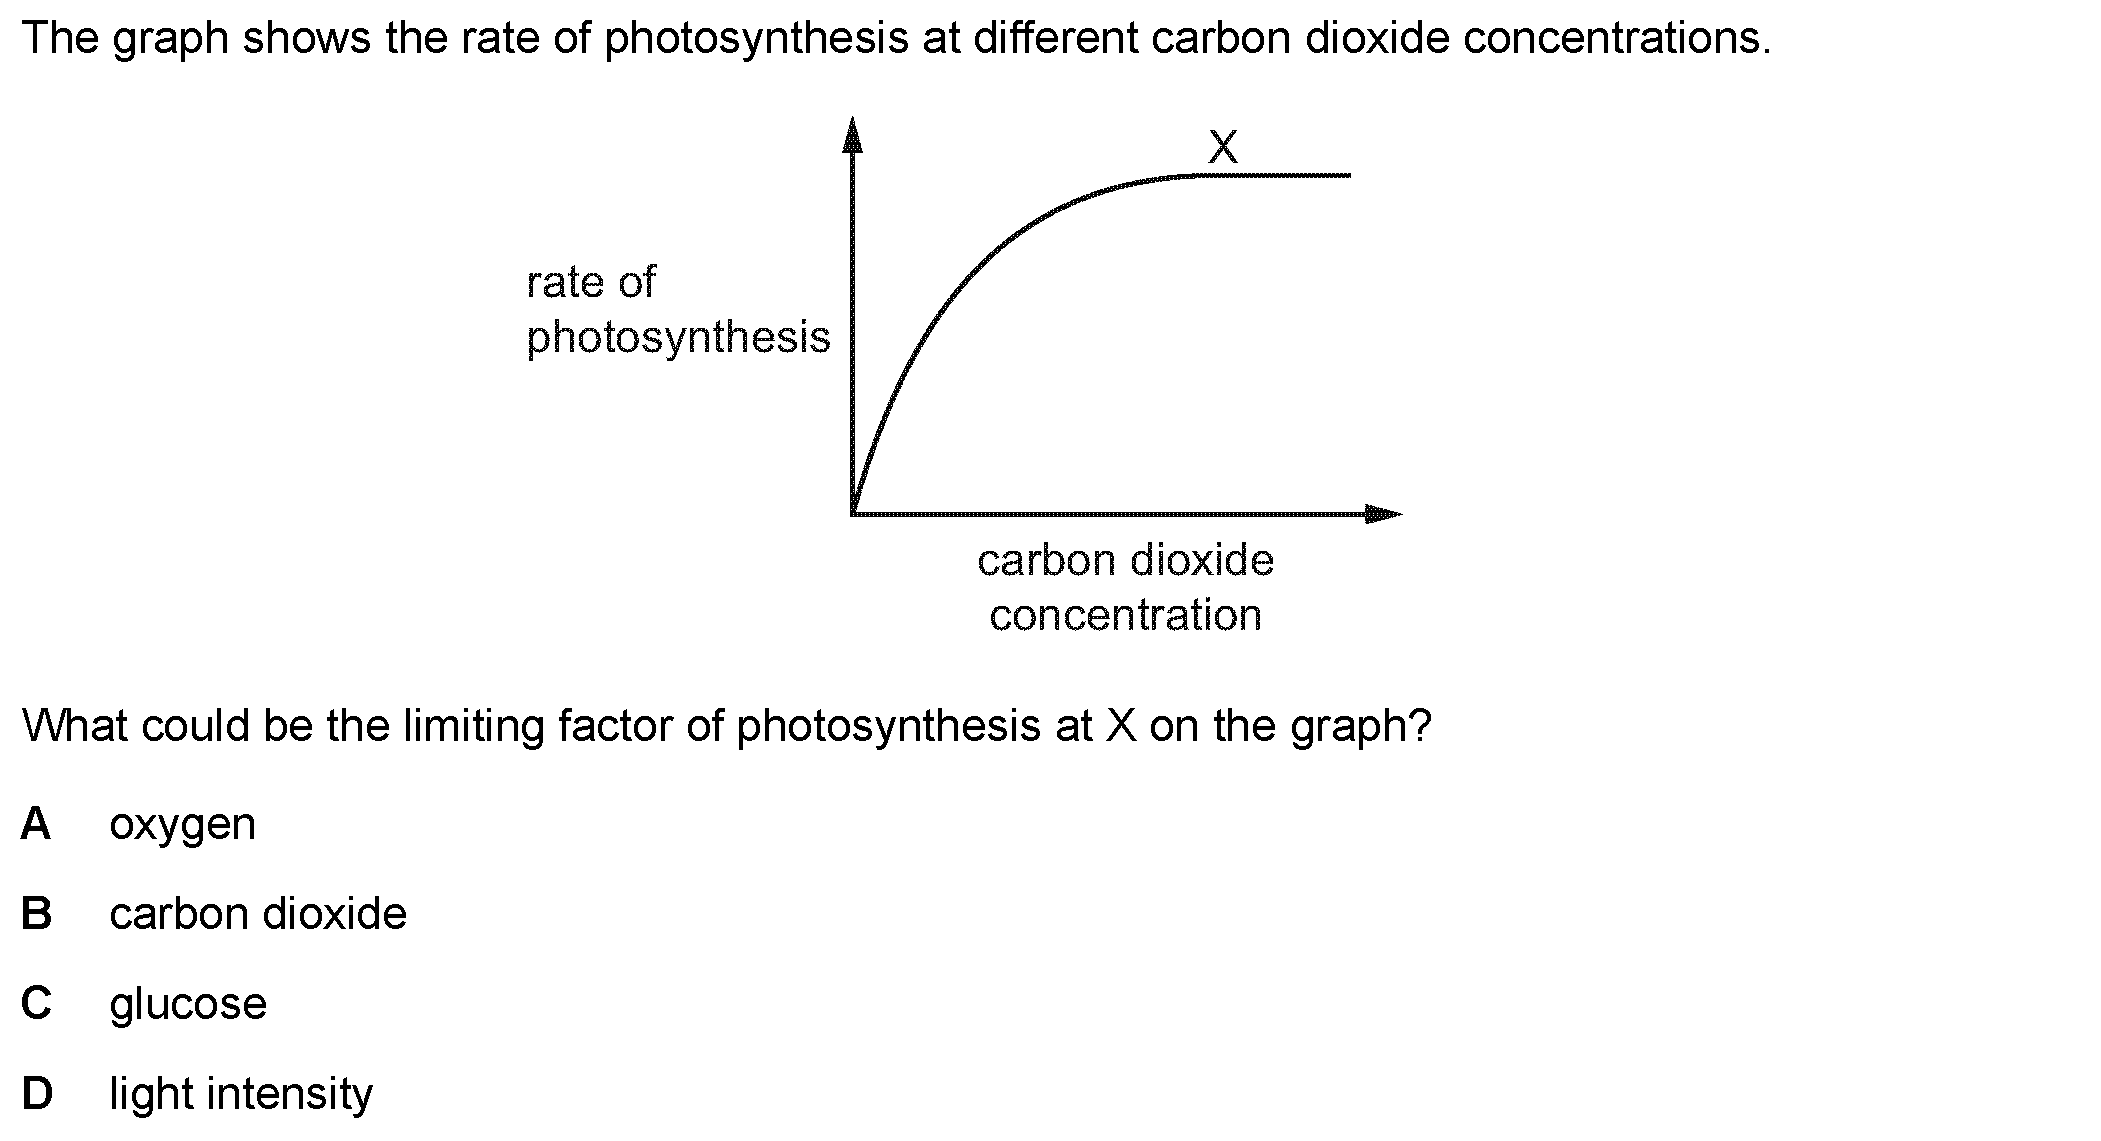 The graph shows the rate of photosynthesis at different carbon dioxide concentrations.
X
rate of
photosynthesis
carbon dioxide
concentration
What could be the limiting factor of photosynthesis at X on the graph?
A oxygen
B carbon dioxide
C glucose
D light intensity